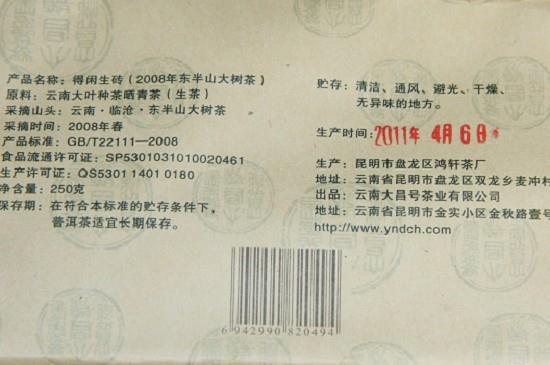 产品名称：得闲生砖（2008年东半山大树茶）
原料：云南大叶种茶晒青茶（生茶）
采摘山头：云南·临沧·东半山大树茶
采摘时间：2008年春
产品标准：GB/T22111—2008
食品流通许可证：SP5301031010020461
生产许可证：QS5301 1401 0180
净含量：250克
保存期：在符合本标准的贮存条件下，
普洱茶适宜长期保存。
贮存：清洁、通风、避光、干燥、
无异味的地方。
生产时间：2011年 4月 6日
生产：昆明市盘龙区鸿轩茶厂
地址：云南省昆明市盘龙区双龙乡麦冲村
出品：云南大昌号茶业有限公司
地址：云南省昆明市金实小区金秋路壹号
http://www.yndch.com
6 942990 820494